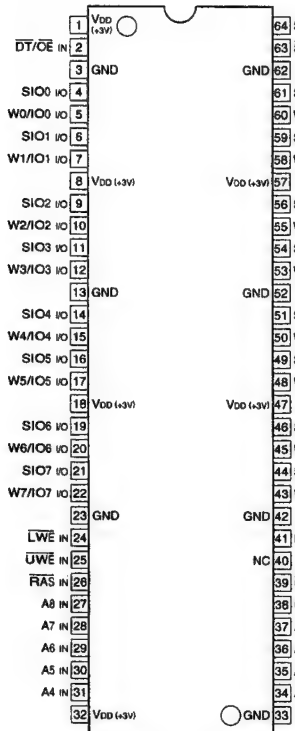 1 VDD (+3V) 64
DT/OE IN 2 63
3 GND GND 62
SIO0 I/O 4 61
W0/IO0 I/O 5 60
SIO1 I/O 6 59
W1/IO1 I/O 7 58
8 VDD (+3V) VDD (+3V) 57
SIO2 I/O 9 56
W2/IO2 I/O 10 55
SIO3 I/O 11 54
W3/IO3 I/O 12 53
13 GND GND 52
SIO4 I/O 14 51
W4/IO4 I/O 15 50
SIO5 I/O 16 49
W5/IO5 I/O 17 48
18 VDD (+3V) VDD (+3V) 47
SIO6 I/O 19 46
W6/IO6 I/O 20 45
SIO7 I/O 21 44
W7/IO7 I/O 22 43
23 GND GND 42
LWE IN 24 41
UWE IN 25 NC 40
RAS IN 26 39
A8 IN 27 38
A7 IN 28 37
A6 IN 29 36
A5 IN 30 35
A4 IN 31 34
32 VDD (+3V) GND 33